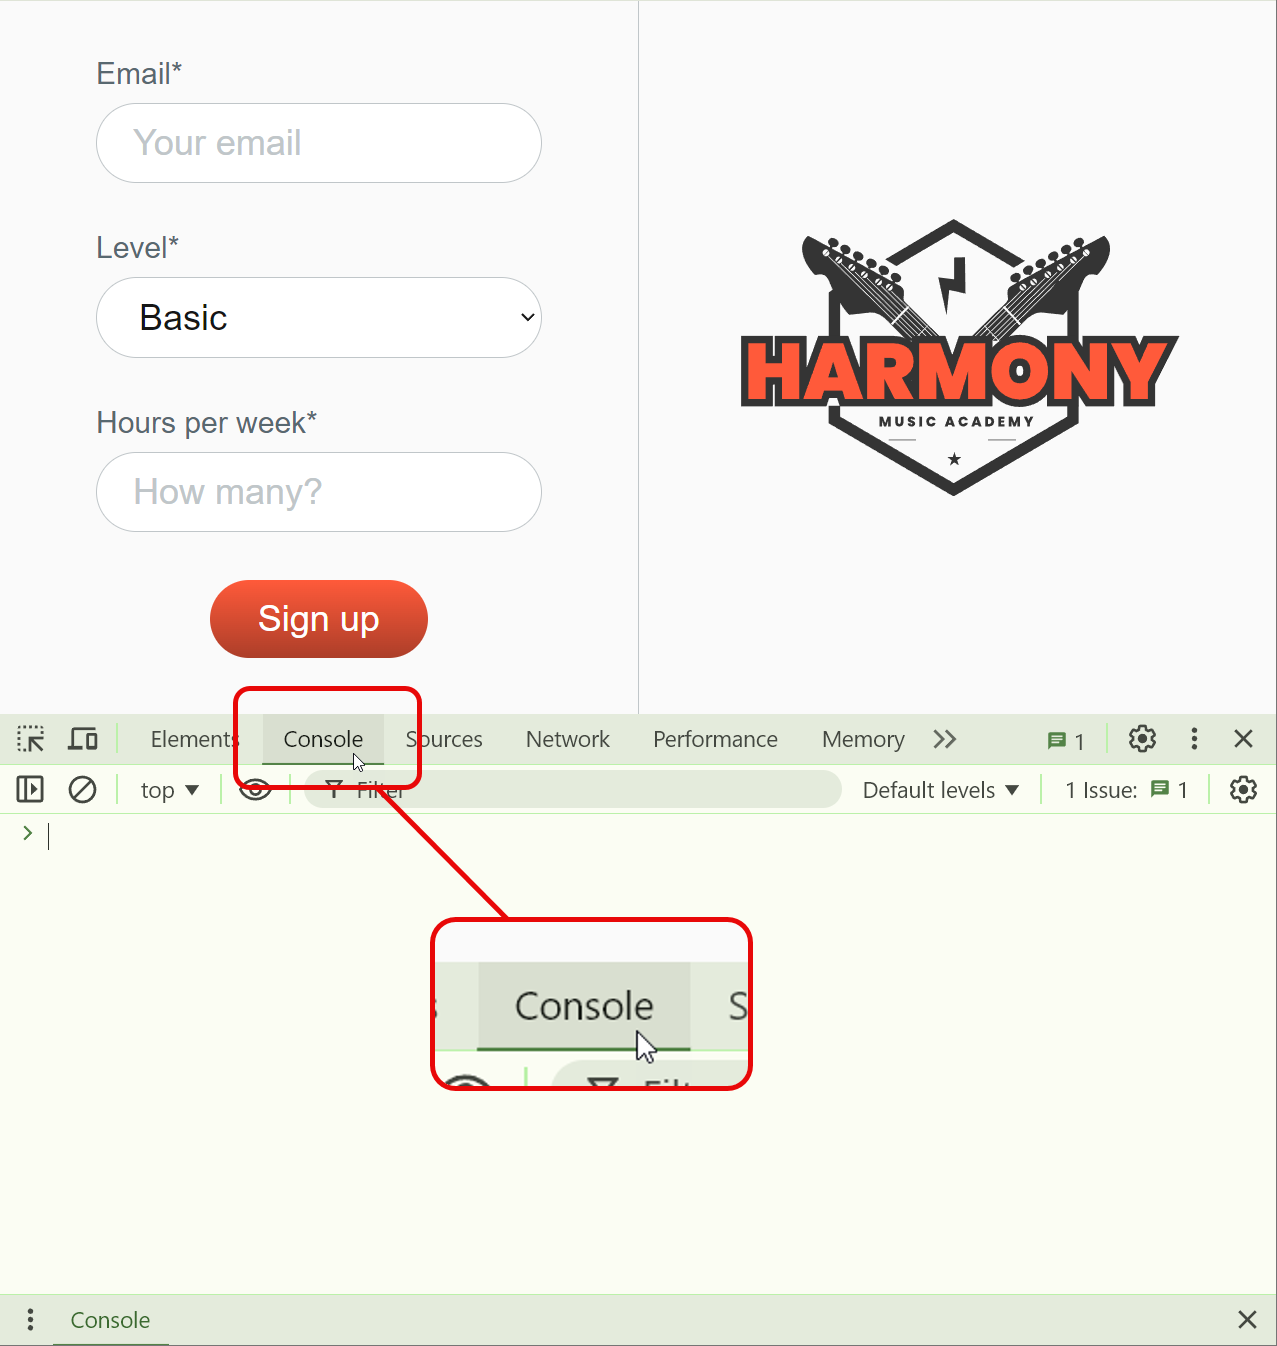 Email*
Your email
Level*
Basic
Hours per week*
How many?
Sign up
HARMONY
MUSIC ACADEMY
Elements Console Sources Network Performance Memory 1
top Filter Default levels 1 Issue: 1
Console
Console